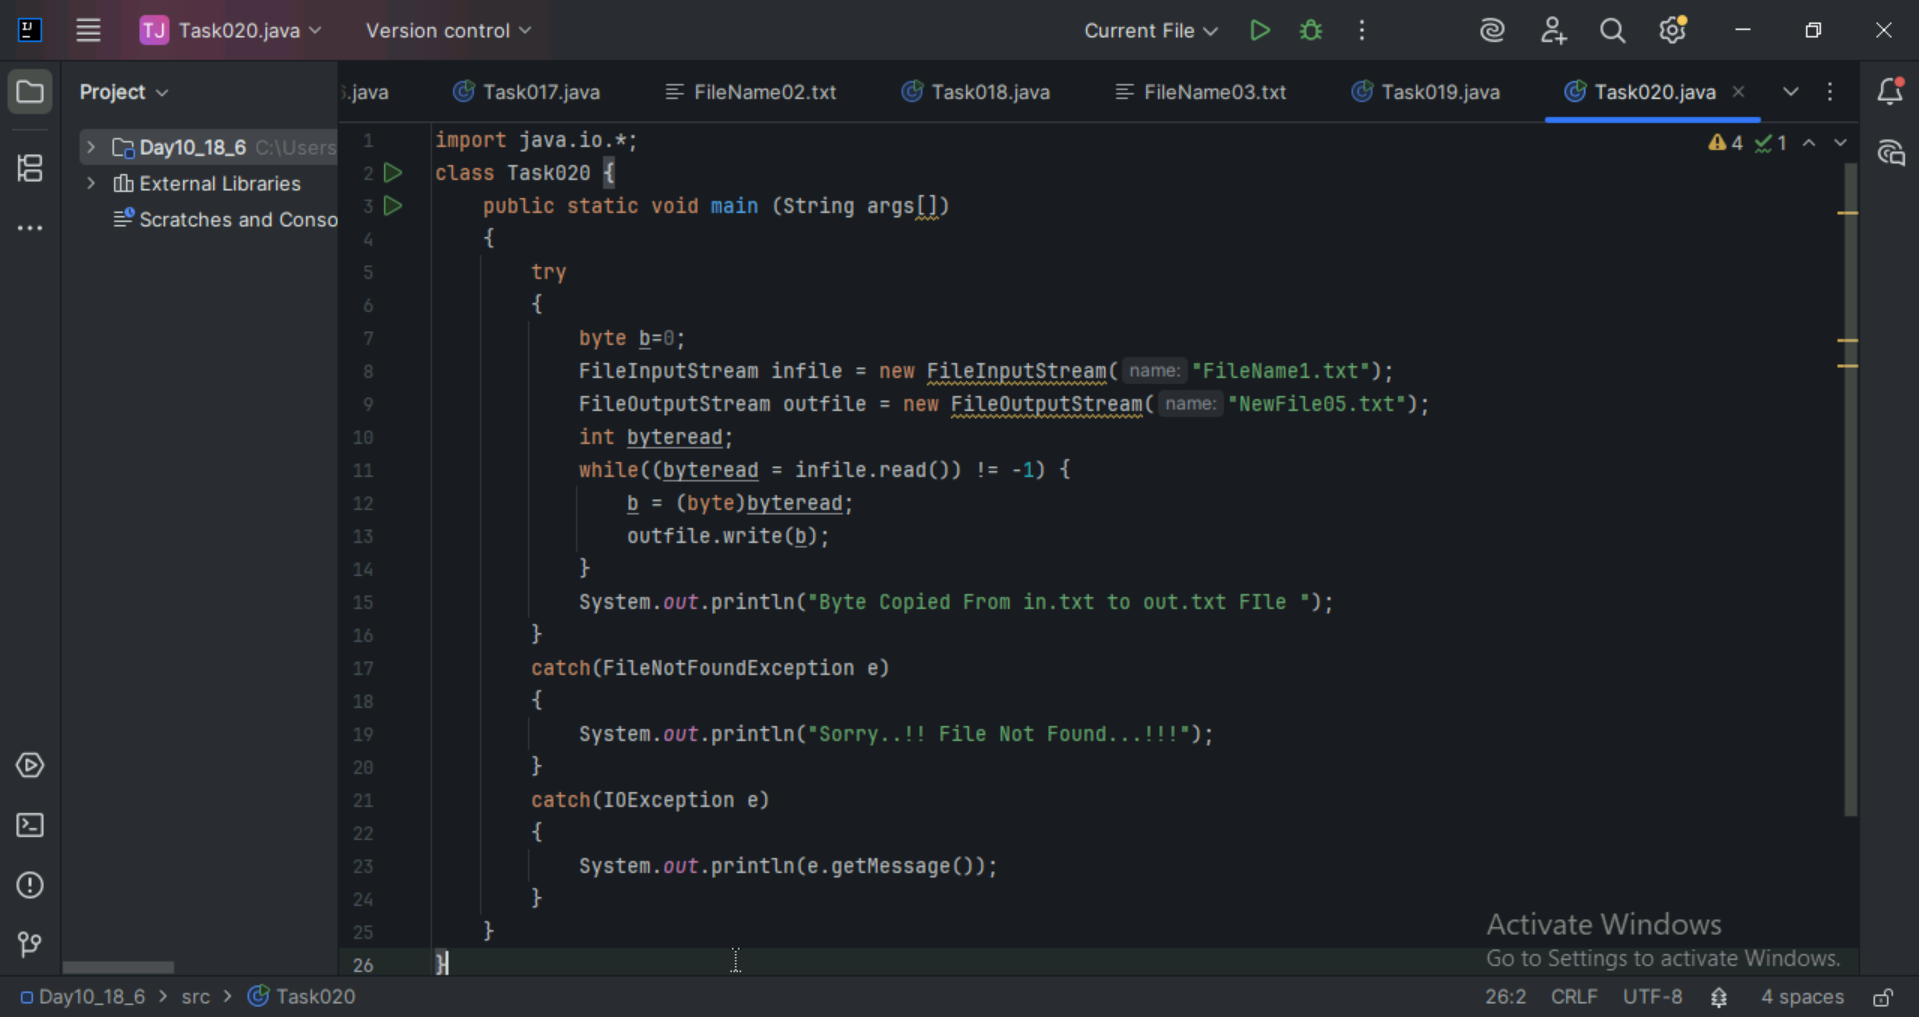 TJ Task020.java Version control Current File
Project
.java Task017.java FileName02.txt Task018.java FileName03.txt Task019.java Task020.java
Day10_18_6 C:\Users
External Libraries
Scratches and Conso
4 1
1 import java.io.*;
2 class Task020 {
3 public static void main (String args[])
4 {
5 try
6 {
7 byte b=0;
8 FileInputStream infile = new FileInputStream( name: "FileName1.txt");
9 FileOutputStream outfile = new FileOutputStream( name: "NewFile05.txt");
10 int byteread;
11 while((byteread = infile.read()) != -1) {
12 b = (byte)byteread;
13 outfile.write(b);
14 }
15 System.out.println("Byte Copied From in.txt to out.txt FIle ");
16 }
17 catch(FileNotFoundException e)
18 {
19 System.out.println("Sorry..!! File Not Found...!!!");
20 }
21 catch(IOException e)
22 {
23 System.out.println(e.getMessage());
24 }
25 }
26 }
Activate Windows
Go to Settings to activate Windows.
Day10_18_6 > src > Task020 26:2 CRLF UTF-8 4 spaces